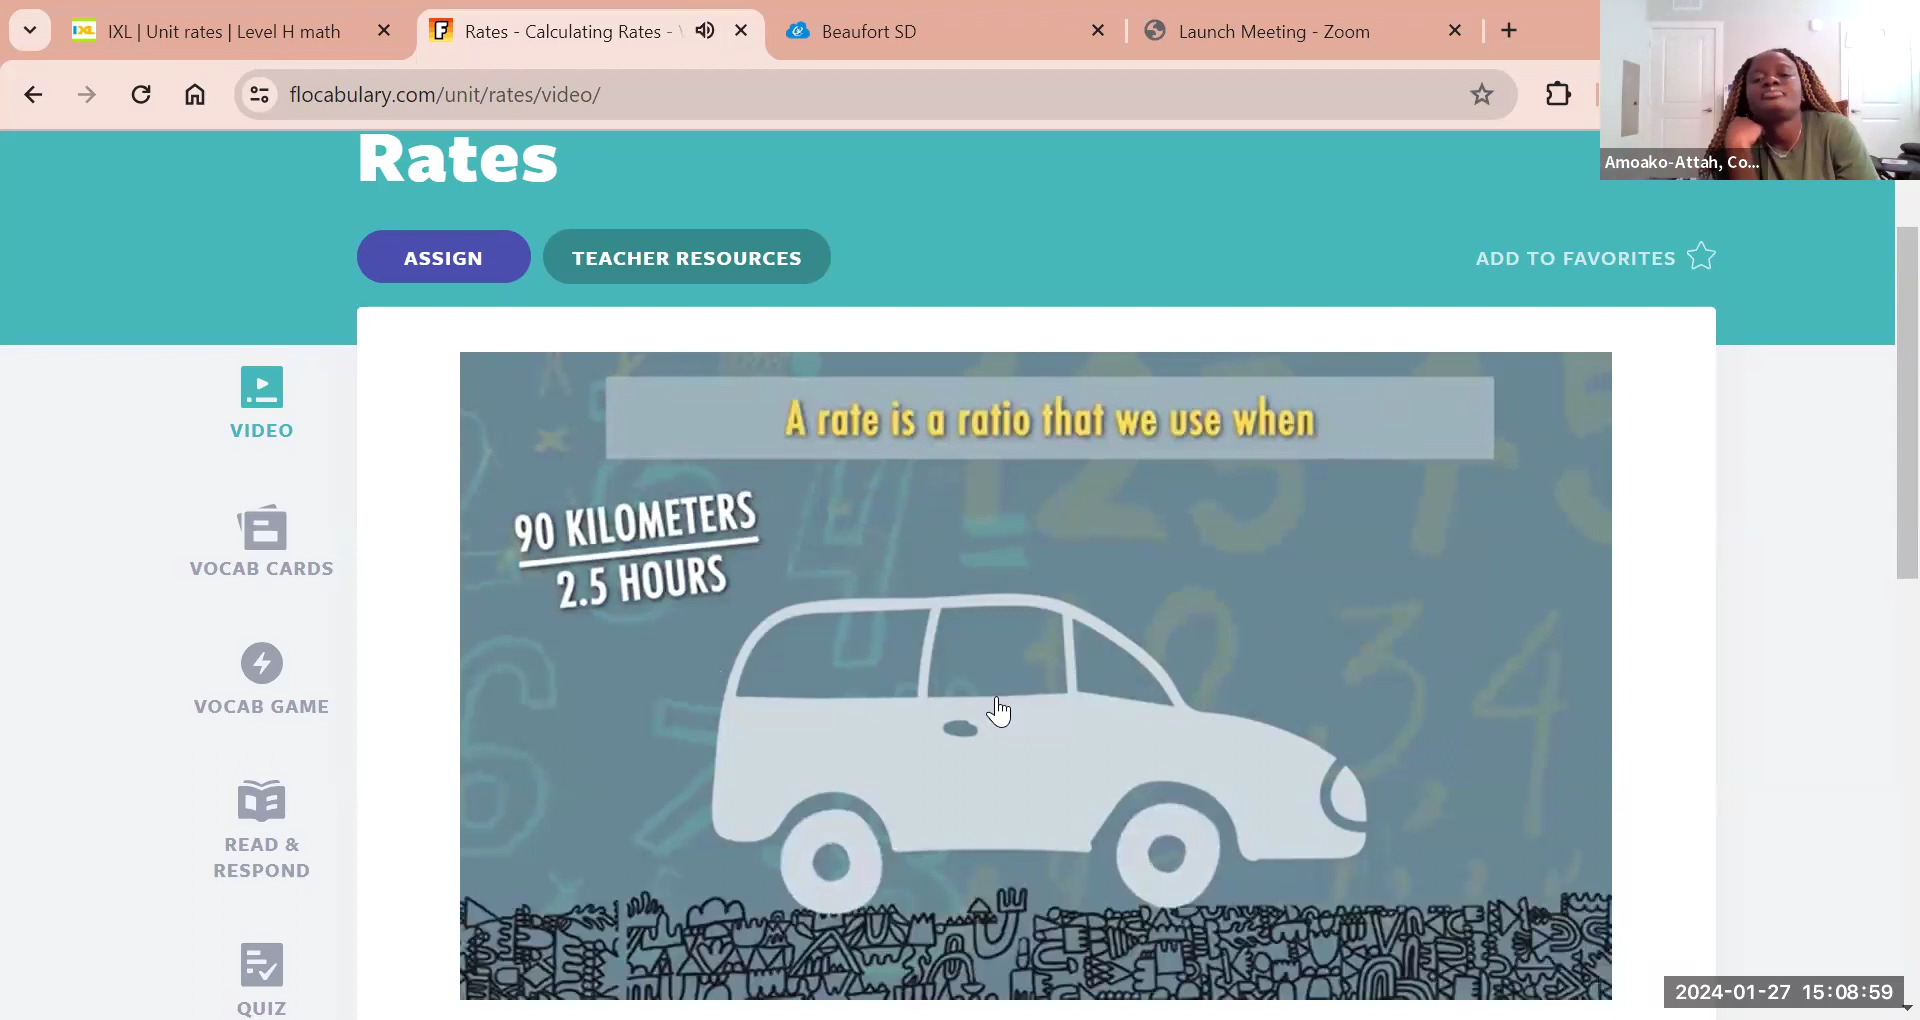 IXL | Unit rates | Level H math
Rates - Calculating Rates -
Beaufort SD
Launch Meeting - Zoom
flocabulary.com/unit/rates/video/
Amoako-Attah, Co...
Rates
ASSIGN
TEACHER RESOURCES
ADD TO FAVORITES
VIDEO
VOCAB CARDS
VOCAB GAME
READ &
RESPOND
QUIZ
A rate is a ratio that we use when
90 KILOMETERS
2.5 HOURS
2024-01-27 15:08:59